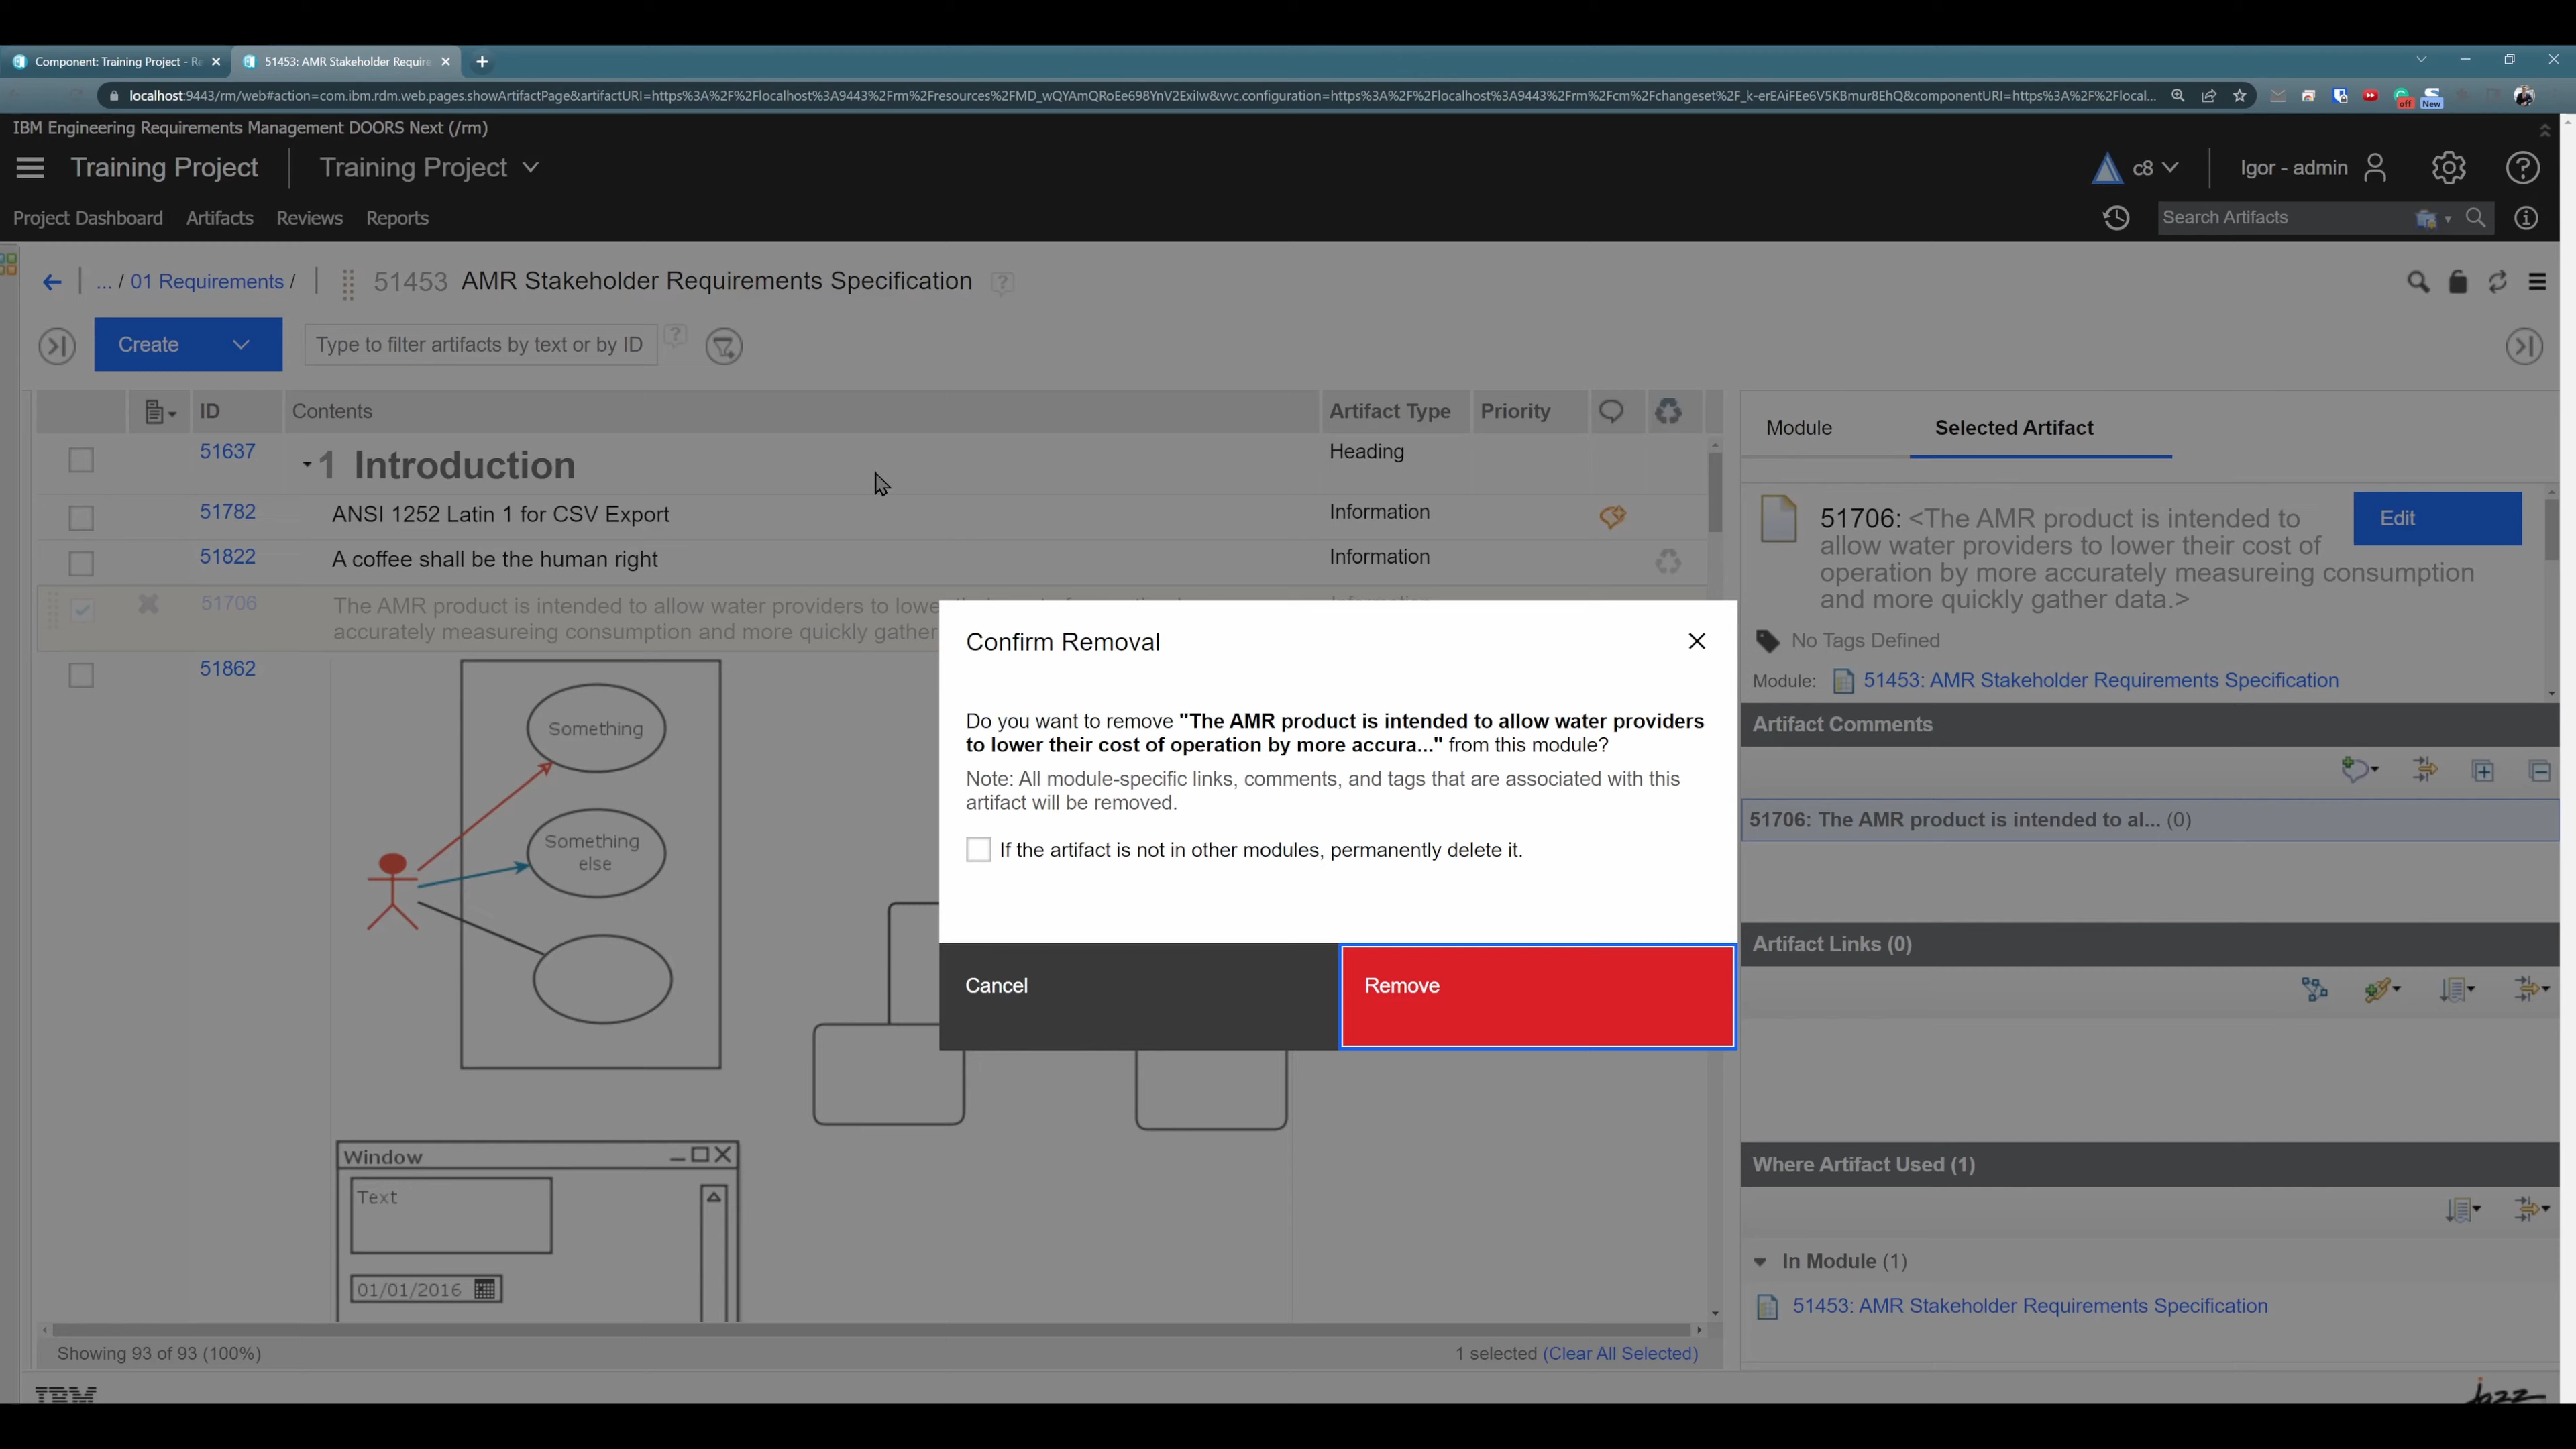 Component: Training Project - Re
51453: AMR Stakeholder Require
localhost:9443/rm/web#action=com.ibm.rdm.web.pages.showArtifactPage&artifactURI=https%3A%2F%2Flocalhost%3A9443%2Frm%2Fresources%2FMD_wQYAmQRoEe698YnV2Exilw&vvc.configuration=https%3A%2F%2Flocalhost%3A9443%2Frm%2Fcm%2Fchangeset%2F_k-erEAiFEe6V5KBmur8EhQ&componentURI=https%3A%2F%2Flocal...
off
New
IBM Engineering Requirements Management DOORS Next (/rm)
Training Project
Training Project
c8
Igor - admin
Project Dashboard Artifacts Reviews Reports
Search Artifacts
... / 01 Requirements /
51453 AMR Stakeholder Requirements Specification
Create
Type to filter artifacts by text or by ID
ID Contents Artifact Type Priority
51637 1 Introduction Heading
51782 ANSI 1252 Latin 1 for CSV Export Information
51822 A coffee shall be the human right Information
51706 The AMR product is intended to allow water providers to lowe
accurately measureing consumption and more quickly gather
51862
Something
Something
else
Window
Text
01/01/2016
Showing 93 of 93 (100%)
1 selected (Clear All Selected)
IBM
Confirm Removal
Do you want to remove "The AMR product is intended to allow water providers
to lower their cost of operation by more accura..." from this module?
Note: All module-specific links, comments, and tags that are associated with this
artifact will be removed.
If the artifact is not in other modules, permanently delete it.
Cancel
Remove
Module
Selected Artifact
51706: <The AMR product is intended to
allow water providers to lower their cost of
operation by more accurately measureing consumption
and more quickly gather data.>
Edit
No Tags Defined
Module: 51453: AMR Stakeholder Requirements Specification
Artifact Comments
51706: The AMR product is intended to al... (0)
Artifact Links (0)
Where Artifact Used (1)
In Module (1)
51453: AMR Stakeholder Requirements Specification
jazz